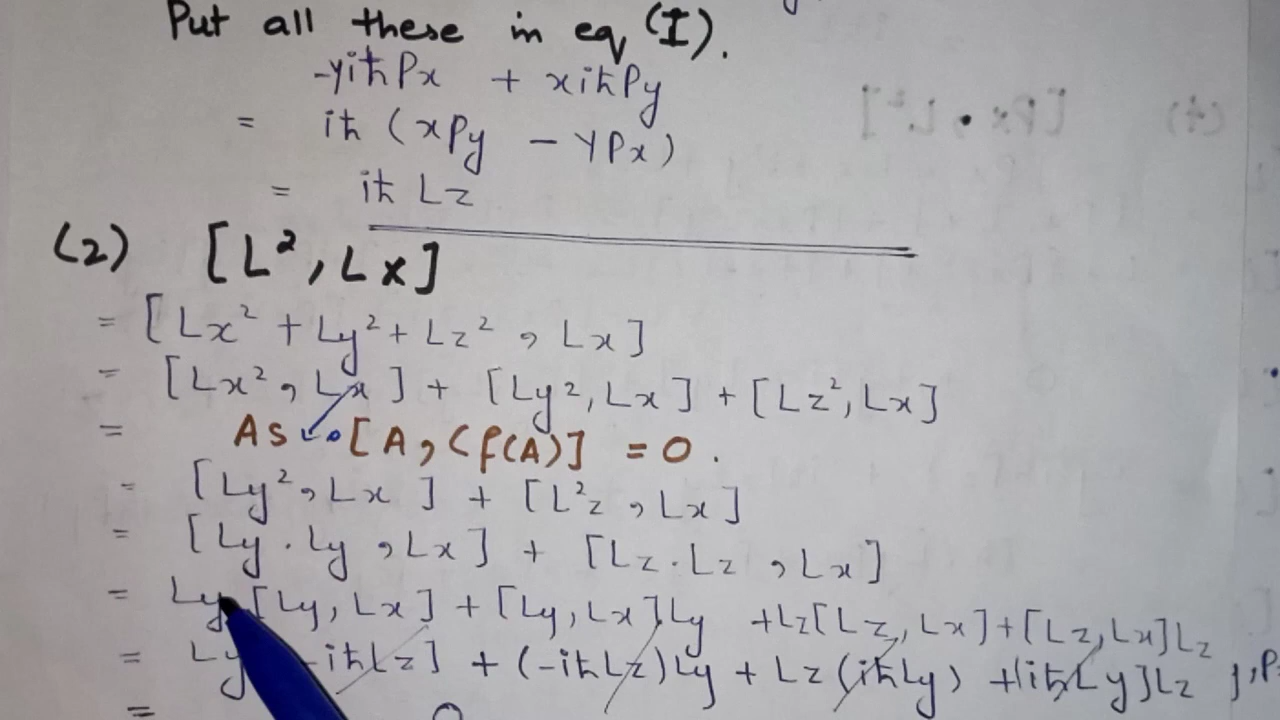 Put all these in eq (I).
-yiħPx + xiħPy
= iħ (xPy - YPx)
= iħ Lz
(2) [L², Lx]
= [Lx² + Ly² + Lz² , Lx]
= [Lx² , Lx] + [Ly², Lx] + [Lz², Lx]
= As [A, (f(A)] = 0 .
= [Ly² , Lx] + [L²z , Lx]
= [Ly . Ly , Lx] + [Lz . Lz , Lx]
= Ly [Ly, Lx] + [Ly, Lx]Ly + Lz[Lz, Lx] + [Lz, Lx]Lz
= Ly - iħLz] + (-iħLz)Ly + Lz (iħLy) + (iħLy]Lz
= 0